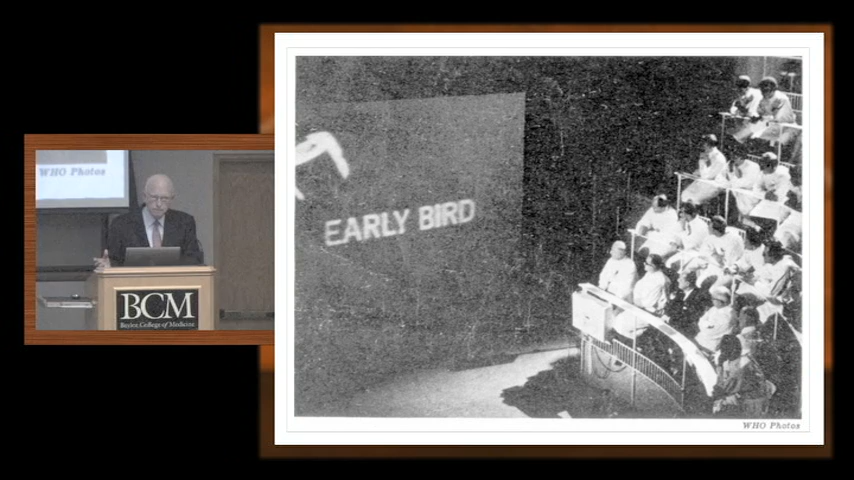 WHO Photos
BCM
Baylor College of Medicine
EARLY BIRD
WHO Photos